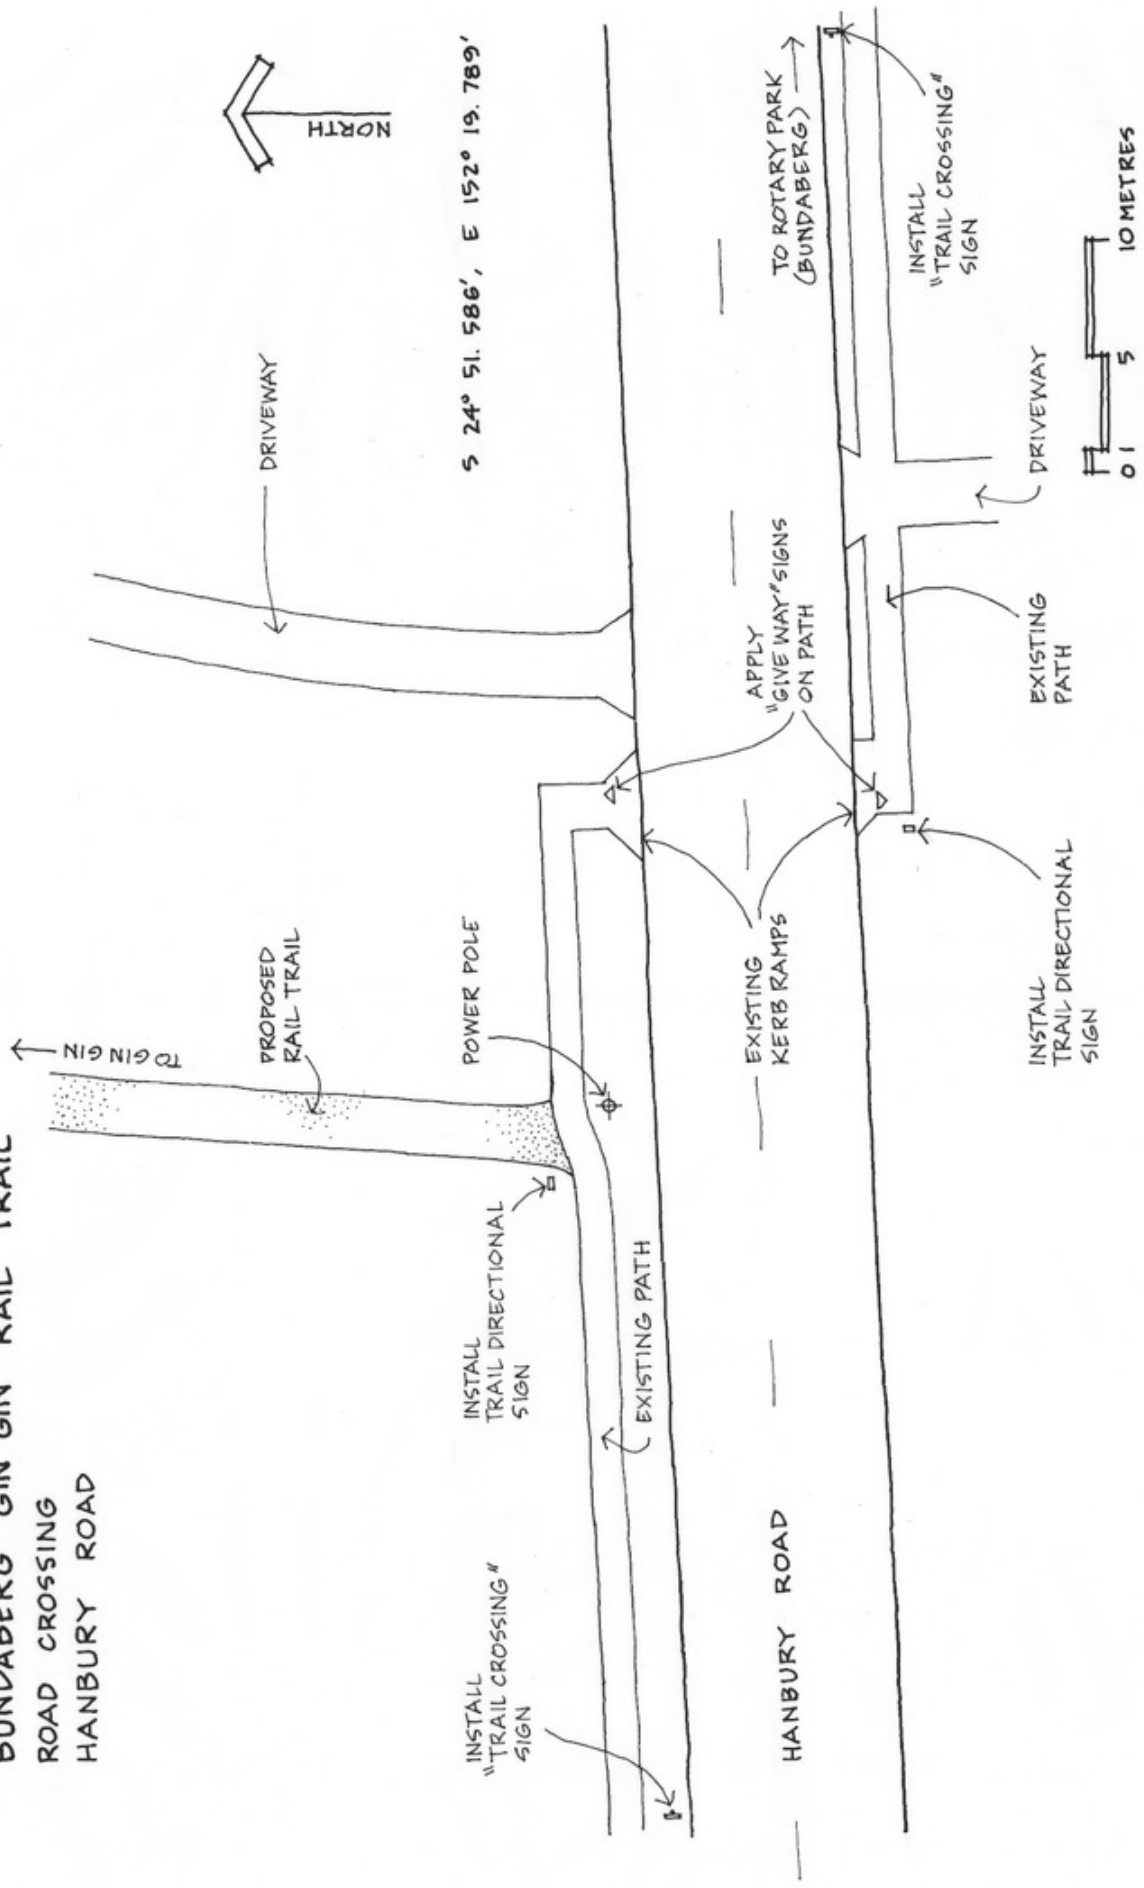 BUNDABERG GIN GIN RAIL TRAIL
ROAD CROSSING
HANBURY ROAD
TO GIN GIN
NORTH
PROPOSED
RAIL TRAIL
DRIVEWAY
S 24° 51. 586', E 152° 19. 789'
INSTALL
"TRAIL CROSSING"
SIGN
INSTALL
TRAIL DIRECTIONAL
SIGN
POWER POLE
EXISTING PATH
HANBURY ROAD
EXISTING
KERB RAMPS
APPLY
"GIVE WAY" SIGNS
ON PATH
TO ROTARY PARK
(BUNDABERG)
INSTALL
"TRAIL CROSSING"
SIGN
INSTALL
TRAIL DIRECTIONAL
SIGN
EXISTING
PATH
DRIVEWAY
0 1 5 10 METRES